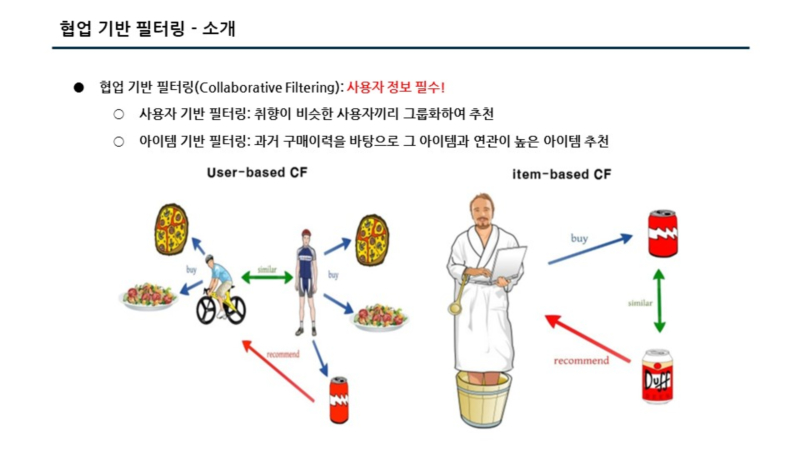 협업 기반 필터링 - 소개
● 협업 기반 필터링(Collaborative Filtering): 사용자 정보 필수!
○ 사용자 기반 필터링: 취향이 비슷한 사용자끼리 그룹화하여 추천
○ 아이템 기반 필터링: 과거 구매이력을 바탕으로 그 아이템과 연관이 높은 아이템 추천
User-based CF
item-based CF
buy
similar
buy
recommend
buy
similar
recommend
Duff